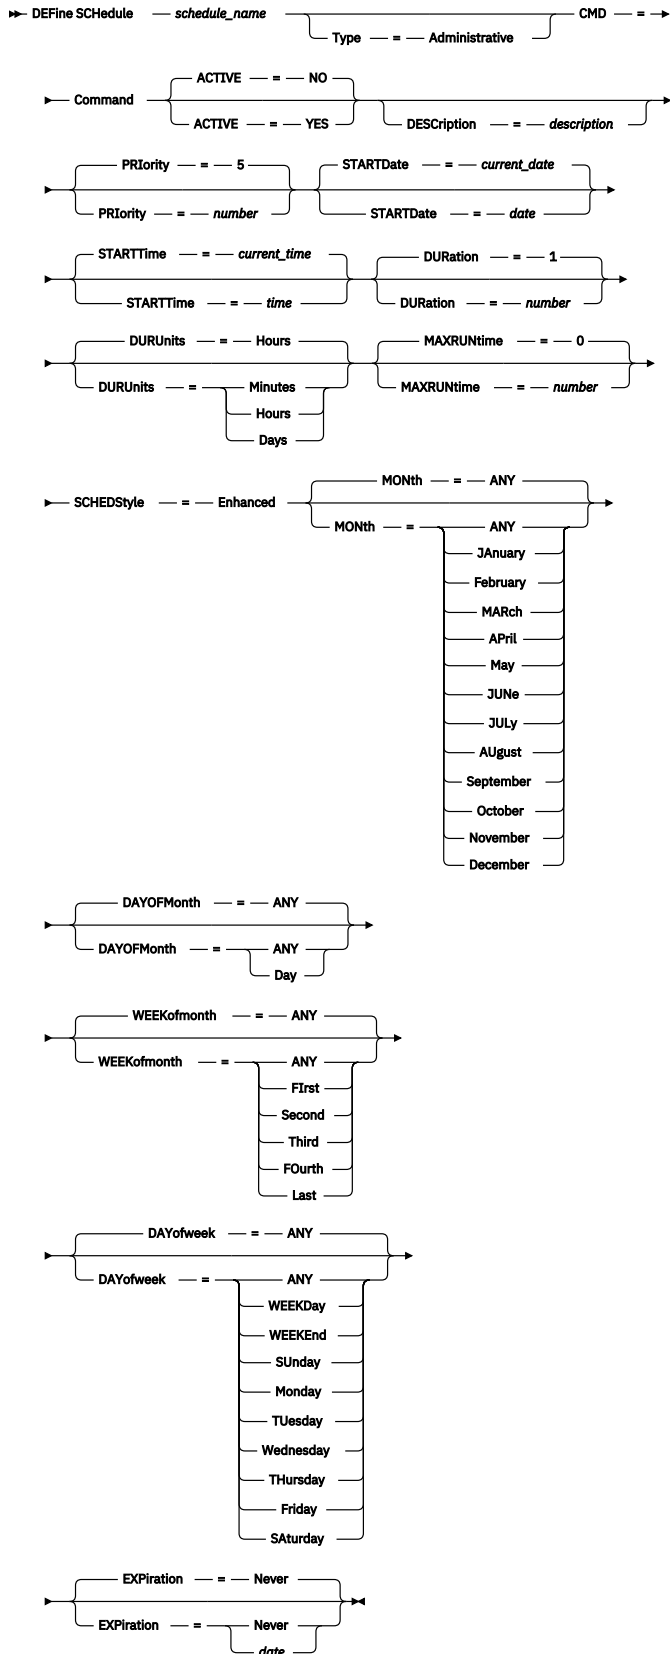 DEFine SCHedule schedule_name CMD =
Type = Administrative
ACTIVE = NO
Command
ACTIVE = YES
DESCription = description
PRIority = 5
STARTDate = current_date
PRIority = number
STARTDate = date
STARTTime = current_time
DURation = 1
STARTTime = time
DURation = number
DURUnits = Hours
MAXRUNtime = 0
DURUnits = Minutes
MAXRUNtime = number
Hours
Days
MONth = ANY
SCHEDStyle = Enhanced
MONth = ANY
JAnuary
February
MARch
APril
May
JUNe
JULy
AUgust
September
October
November
December
DAYOFMonth = ANY
DAYOFMonth = ANY
Day
WEEKofmonth = ANY
WEEKofmonth = ANY
FIrst
Second
Third
FOurth
Last
DAYofweek = ANY
DAYofweek = ANY
WEEKDay
WEEKEnd
SUnday
Monday
TUesday
Wednesday
THursday
Friday
SAturday
EXPiration = Never
EXPiration = Never
date